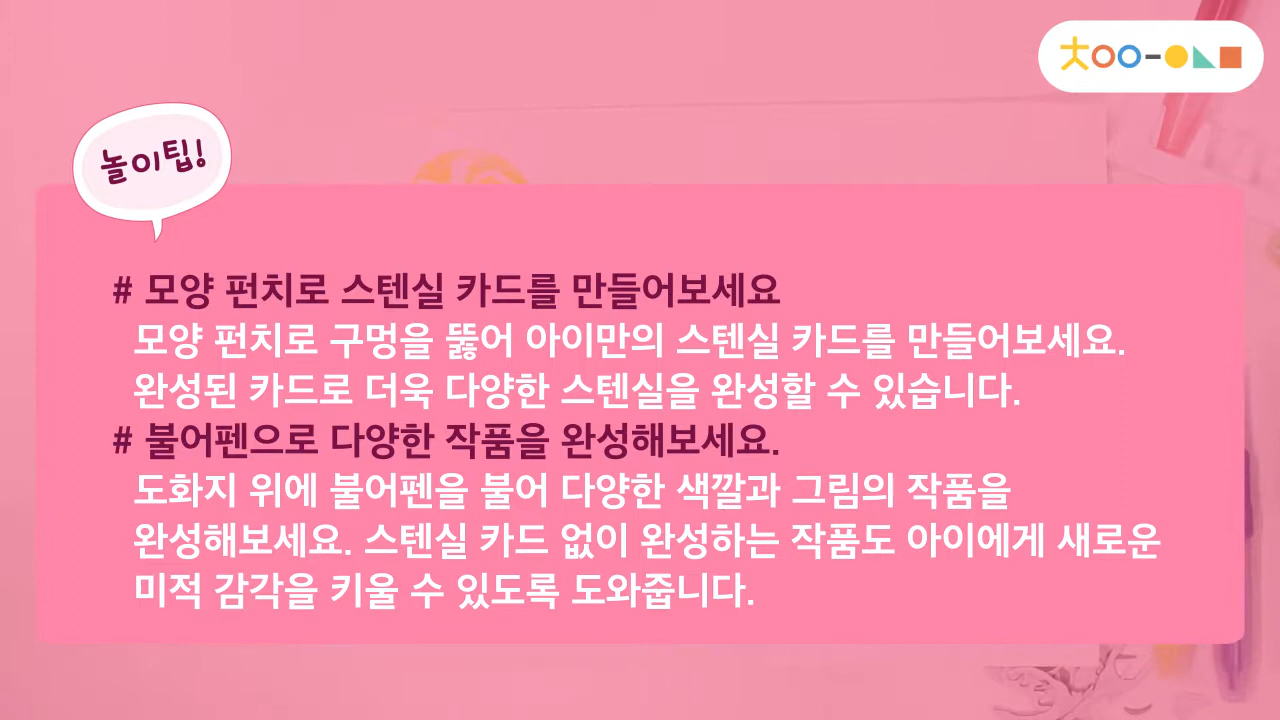 놀이팁!
# 모양 펀치로 스텐실 카드를 만들어보세요
모양 펀치로 구멍을 뚫어 아이만의 스텐실 카드를 만들어보세요.
완성된 카드로 더욱 다양한 스텐실을 완성할 수 있습니다.
# 불어펜으로 다양한 작품을 완성해보세요.
도화지 위에 불어펜을 불어 다양한 색깔과 그림의 작품을
완성해보세요. 스텐실 카드 없이 완성하는 작품도 아이에게 새로운
미적 감각을 키울 수 있도록 도와줍니다.